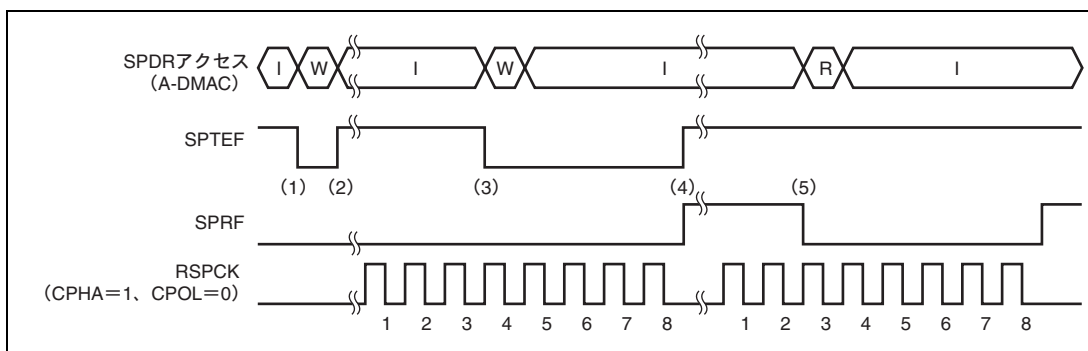 SPDRアクセス
（A-DMAC）
I W I W I R I
SPTEF
（1） （2） （3） （4） （5）
SPRF
RSPCK
（CPHA＝1、CPOL＝0）
1 2 3 4 5 6 7 8 1 2 3 4 5 6 7 8